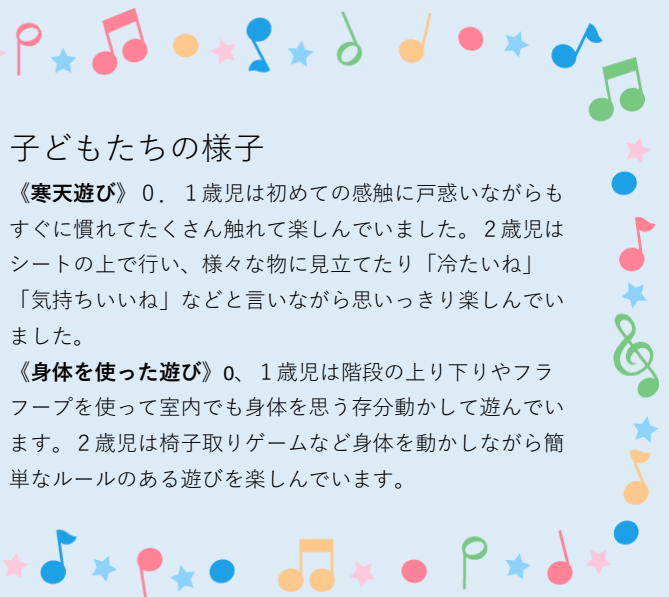 子どもたちの様子
《寒天遊び》０．１歳児は初めての感触に戸惑いながらも
すぐに慣れてたくさん触れて楽しんでいました。２歳児は
シートの上で行い、様々な物に見立てたり「冷たいね」
「気持ちいいね」などと言いながら思いっきり楽しんでい
ました。
《身体を使った遊び》0、１歳児は階段の上り下りやフラ
フープを使って室内でも身体を思う存分動かして遊んでい
ます。２歳児は椅子取りゲームなど身体を動かしながら簡
単なルールのある遊びを楽しんでいます。